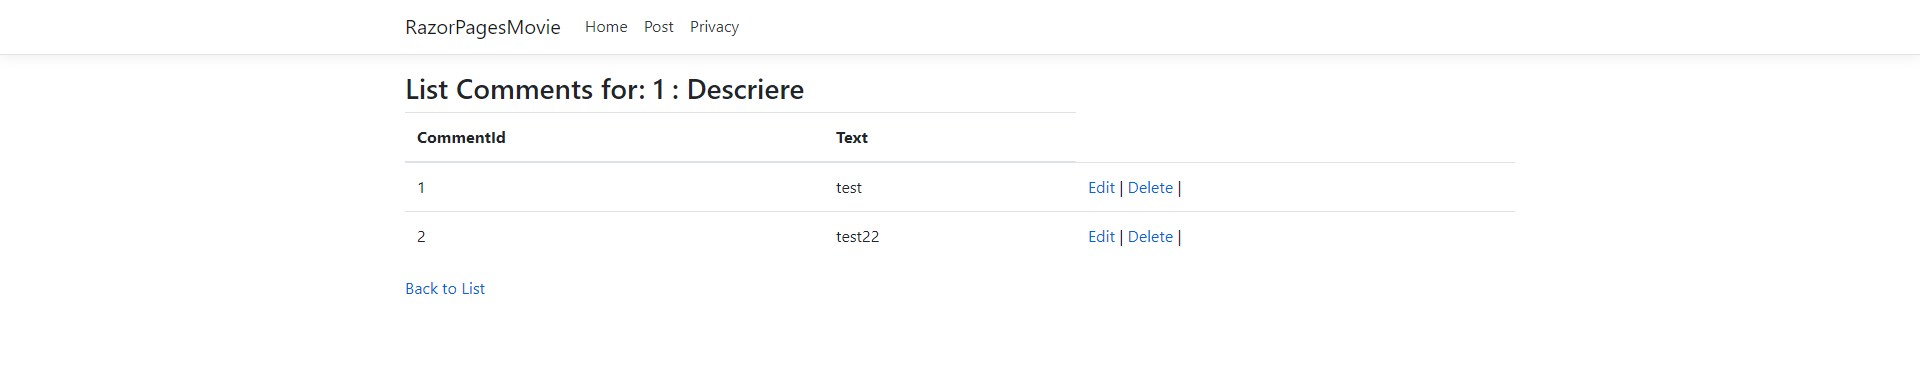 RazorPagesMovie Home Post Privacy
List Comments for: 1 : Descriere
CommentId Text
1 test Edit | Delete |
2 test22 Edit | Delete |
Back to List